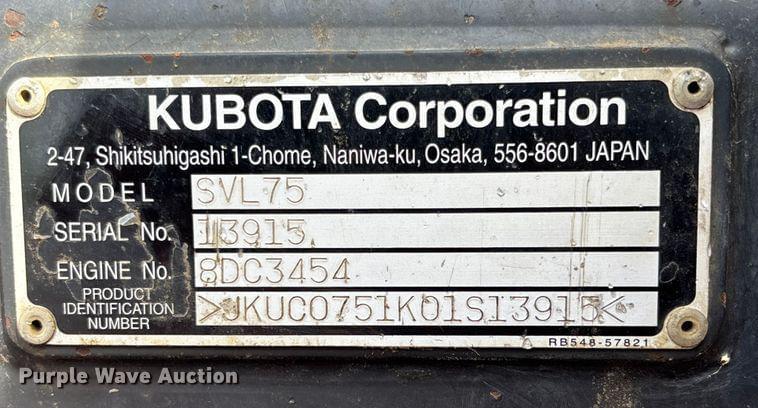 KUBOTA Corporation
2-47, Shikitsuhigashi 1-Chome, Naniwa-ku, Osaka, 556-8601 JAPAN
MODEL SVL75
SERIAL No. 13915
ENGINE No. 8DC3454
PRODUCT
IDENTIFICATION
NUMBER >JKUC0751K01S13915<
RB548-57821
Purple Wave Auction